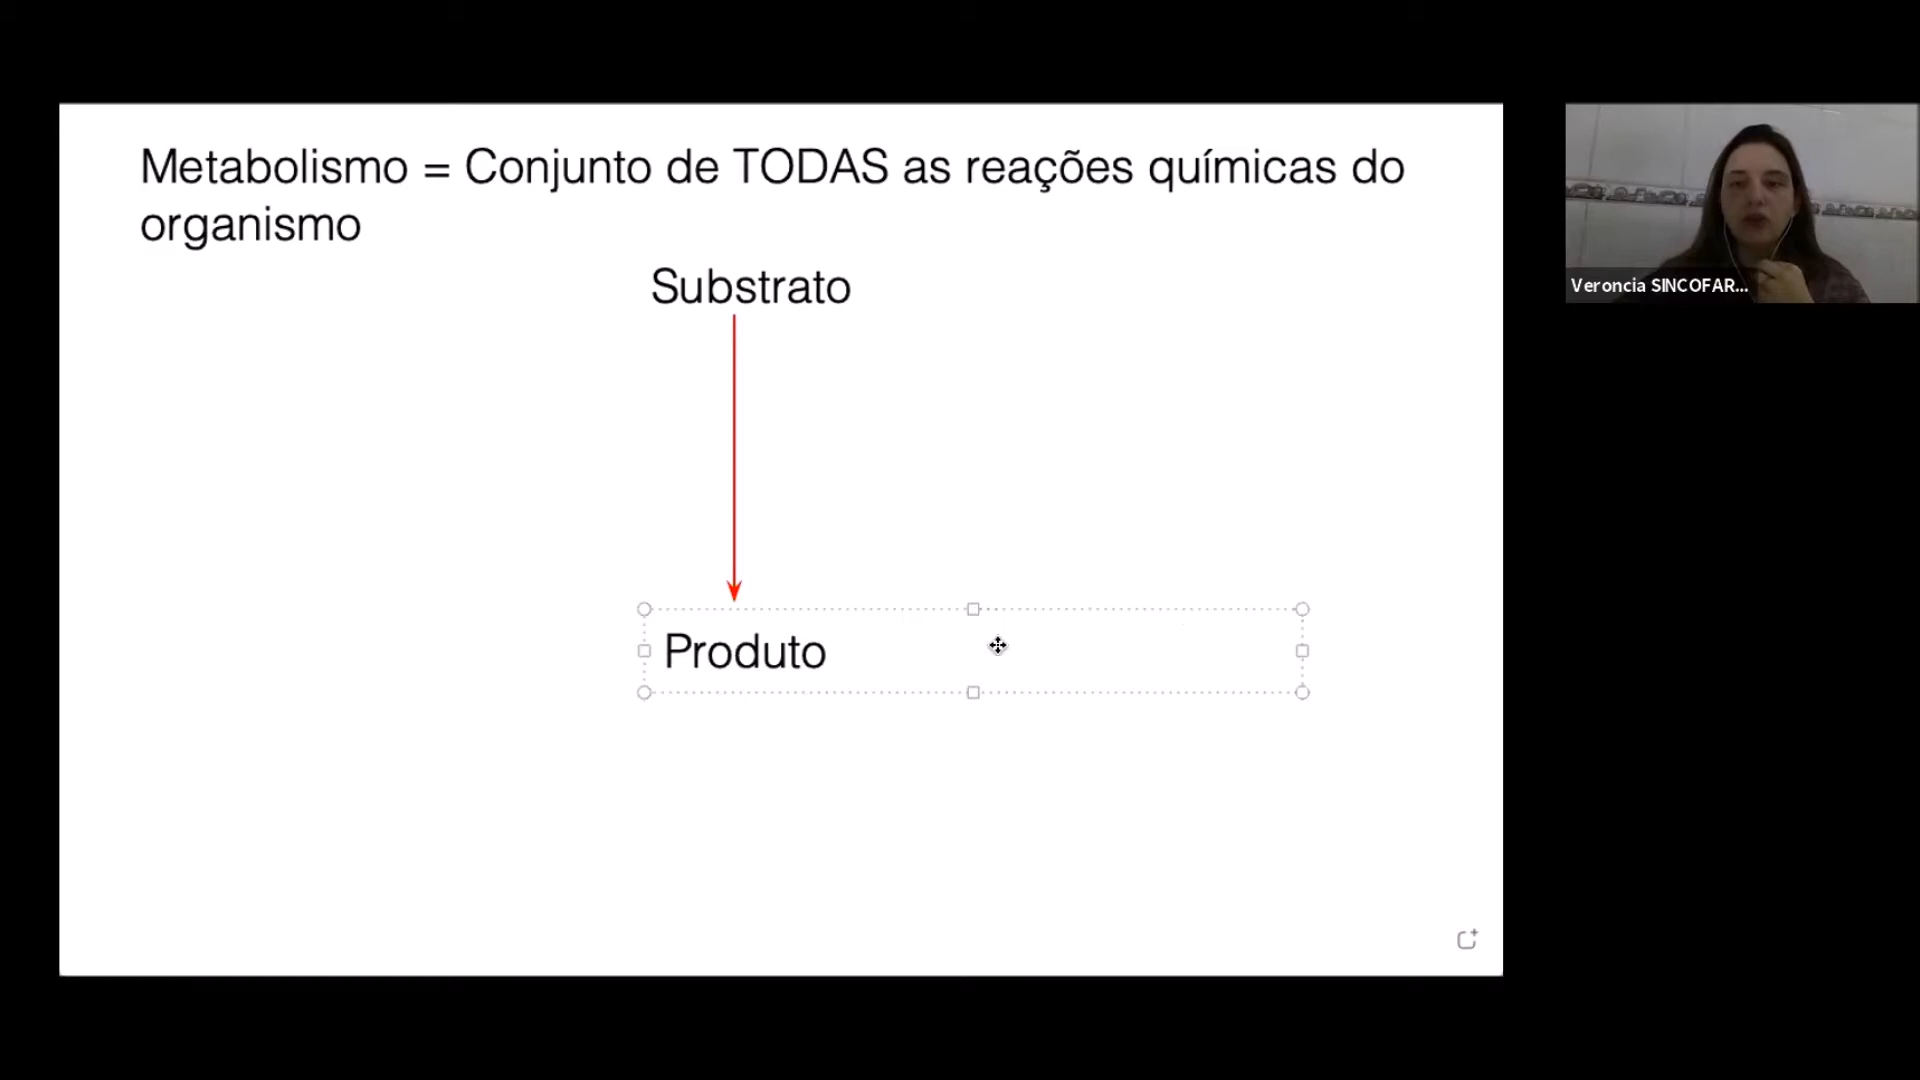 Metabolismo = Conjunto de TODAS as reações químicas do
organismo
Substrato
Produto
Veroncia SINCOFAR...